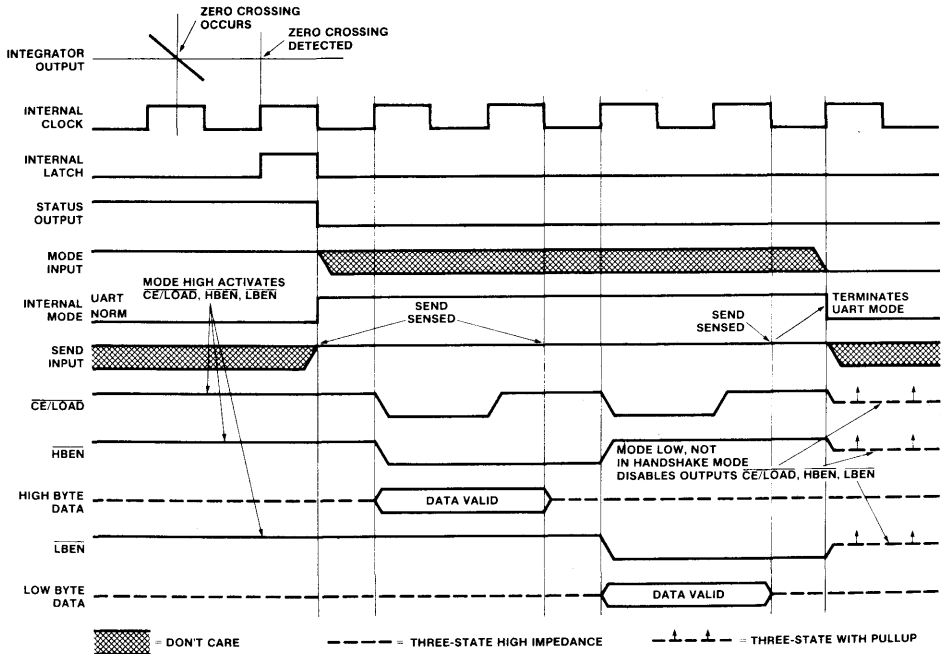 ZERO CROSSING
OCCURS
ZERO CROSSING
DETECTED
INTEGRATOR
OUTPUT
INTERNAL
CLOCK
INTERNAL
LATCH
STATUS
OUTPUT
MODE
INPUT
MODE HIGH ACTIVATES
CE/LOAD, HBEN, LBEN
INTERNAL
MODE
UART
NORM
SEND
SENSED
SEND
SENSED
TERMINATES
UART MODE
SEND
INPUT
CE/LOAD
HBEN
MODE LOW, NOT
IN HANDSHAKE MODE
DISABLES OUTPUTS CE/LOAD, HBEN, LBEN
HIGH BYTE
DATA
DATA VALID
LBEN
LOW BYTE
DATA
DATA VALID
= DON'T CARE
= THREE-STATE HIGH IMPEDANCE
= THREE-STATE WITH PULLUP